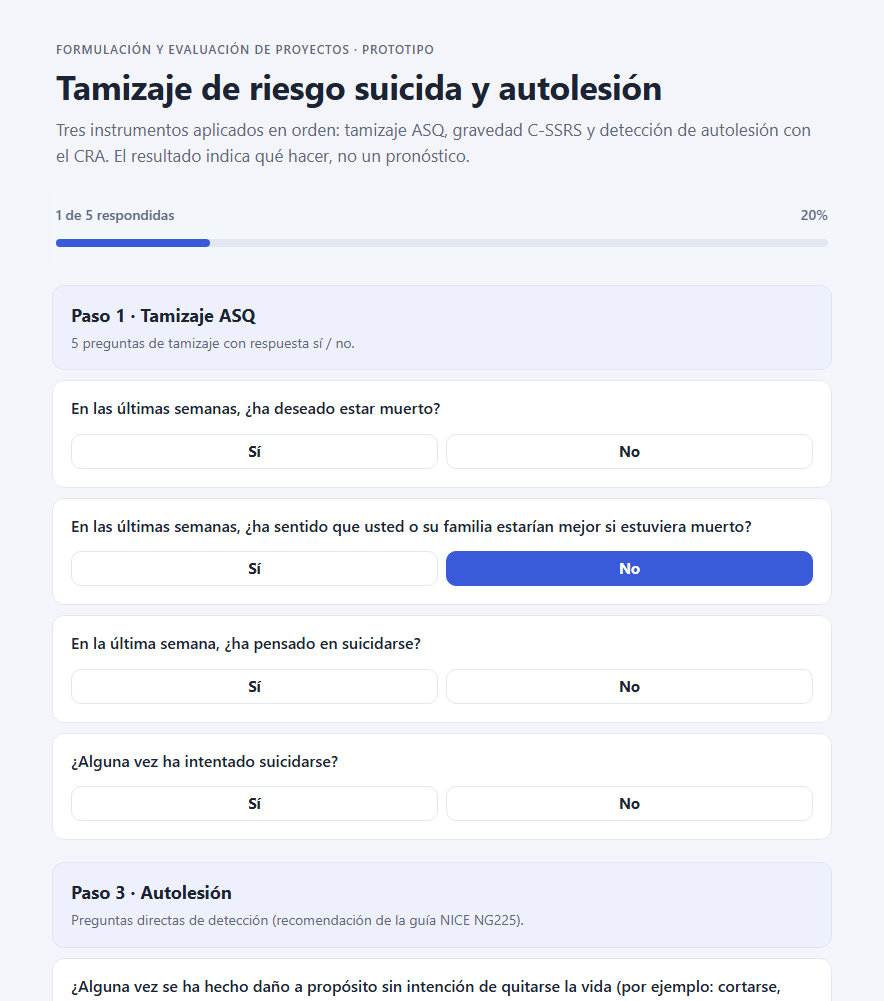 FORMULACIÓN Y EVALUACIÓN DE PROYECTOS · PROTOTIPO
Tamizaje de riesgo suicida y autolesión
Tres instrumentos aplicados en orden: tamizaje ASQ, gravedad C-SSRS y detección de autolesión con
el CRA. El resultado indica qué hacer, no un pronóstico.
1 de 5 respondidas
20%
Paso 1 · Tamizaje ASQ
5 preguntas de tamizaje con respuesta sí / no.
En las últimas semanas, ¿ha deseado estar muerto?
Sí
No
En las últimas semanas, ¿ha sentido que usted o su familia estarían mejor si estuviera muerto?
Sí
No
En la última semana, ¿ha pensado en suicidarse?
Sí
No
¿Alguna vez ha intentado suicidarse?
Sí
No
Paso 3 · Autolesión
Preguntas directas de detección (recomendación de la guía NICE NG225).
¿Alguna vez se ha hecho daño a propósito sin intención de quitarse la vida (por ejemplo: cortarse,